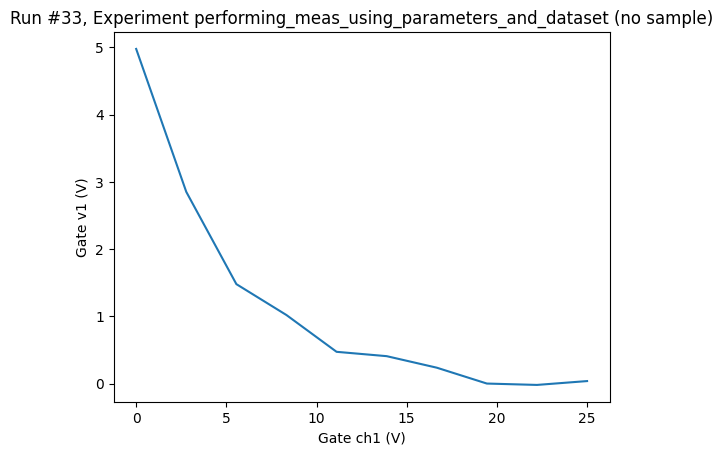 Run #33, Experiment performing_meas_using_parameters_and_dataset (no sample)
5
4
3
2
1
0
Gate v1 (V)
0 5 10 15 20 25
Gate ch1 (V)